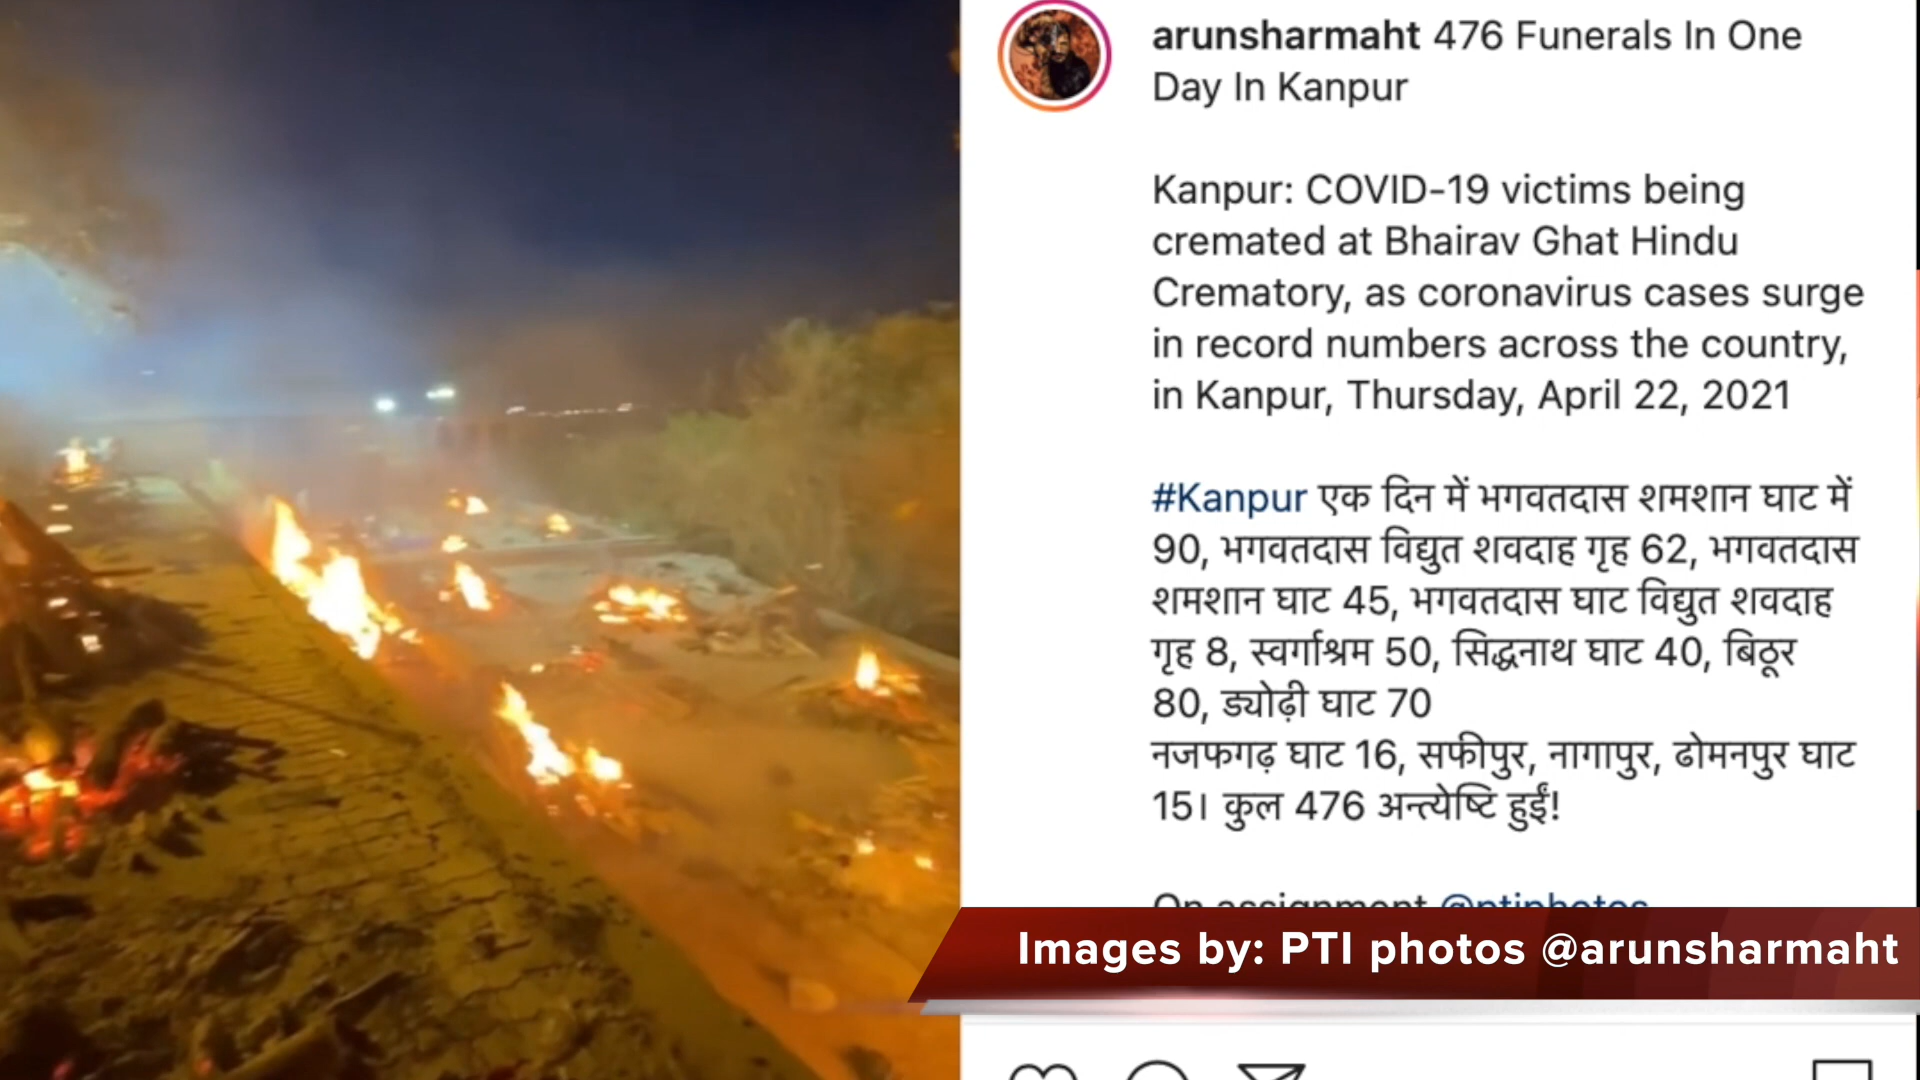 arunsharmaht 476 Funerals In One
Day In Kanpur
Kanpur: COVID-19 victims being
cremated at Bhairav Ghat Hindu
Crematory, as coronavirus cases surge
in record numbers across the country,
in Kanpur, Thursday, April 22, 2021
#Kanpur एक दिन में भगवतदास शमशान घाट में
90, भगवतदास विद्युत शवदाह गृह 62, भगवतदास
शमशान घाट 45, भगवतदास घाट विद्युत शवदाह
गृह 8, स्वर्गाश्रम 50, सिद्धनाथ घाट 40, बिठूर
80, ड्योढ़ी घाट 70
नजफगढ़ घाट 16, सफीपुर, नागापुर, ढोमनपुर घाट
15। कुल 476 अन्त्येष्टि हुईं!
On assignment @ptiphotos
Images by: PTI photos @arunsharmaht